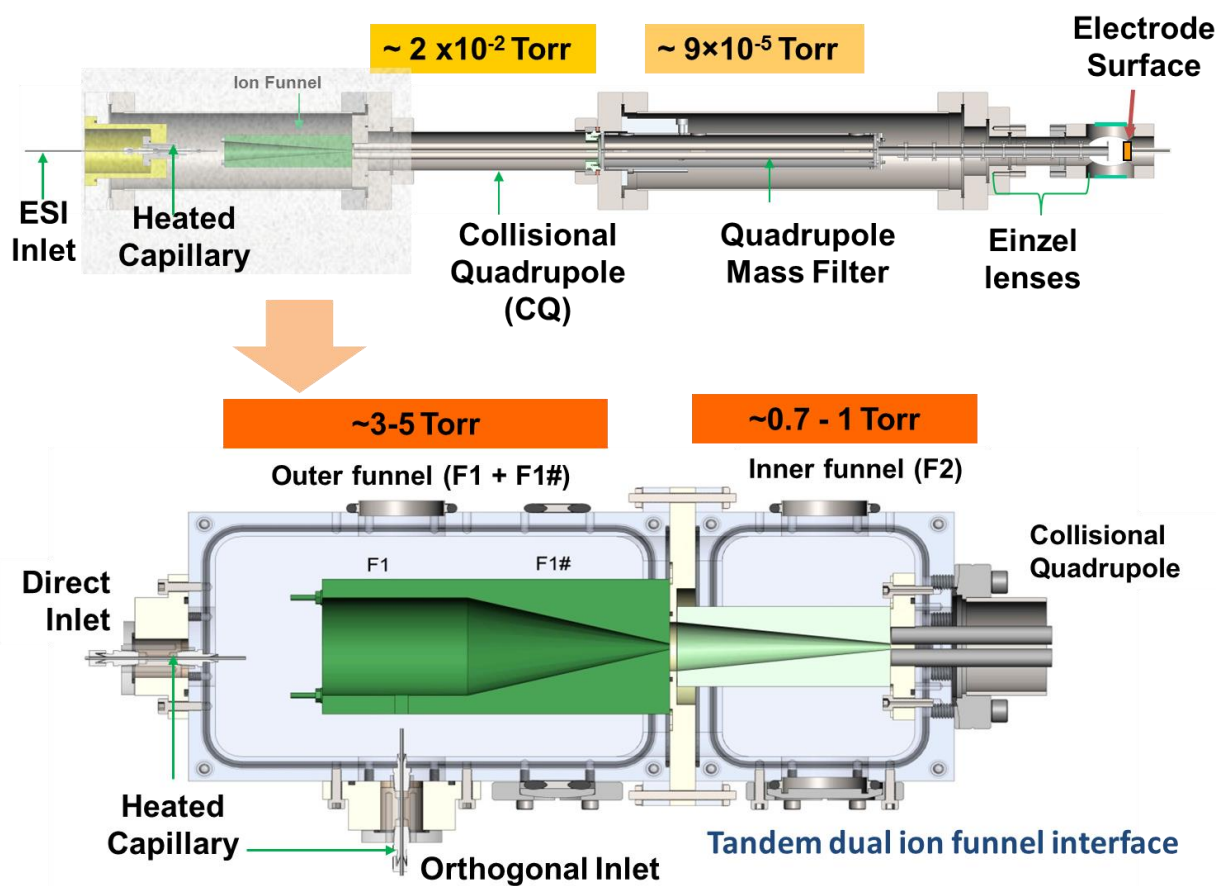 ~ 2 x10-2 Torr
~ 9×10-5 Torr
Electrode
Surface
Ion Funnel
ESI
Inlet
Heated
Capillary
Collisional
Quadrupole
(CQ)
Quadrupole
Mass Filter
Einzel
lenses
~3-5 Torr
~0.7 - 1 Torr
Outer funnel (F1 + F1#)
Inner funnel (F2)
F1
F1#
Collisional
Quadrupole
Direct
Inlet
Heated
Capillary
Orthogonal Inlet
Tandem dual ion funnel interface